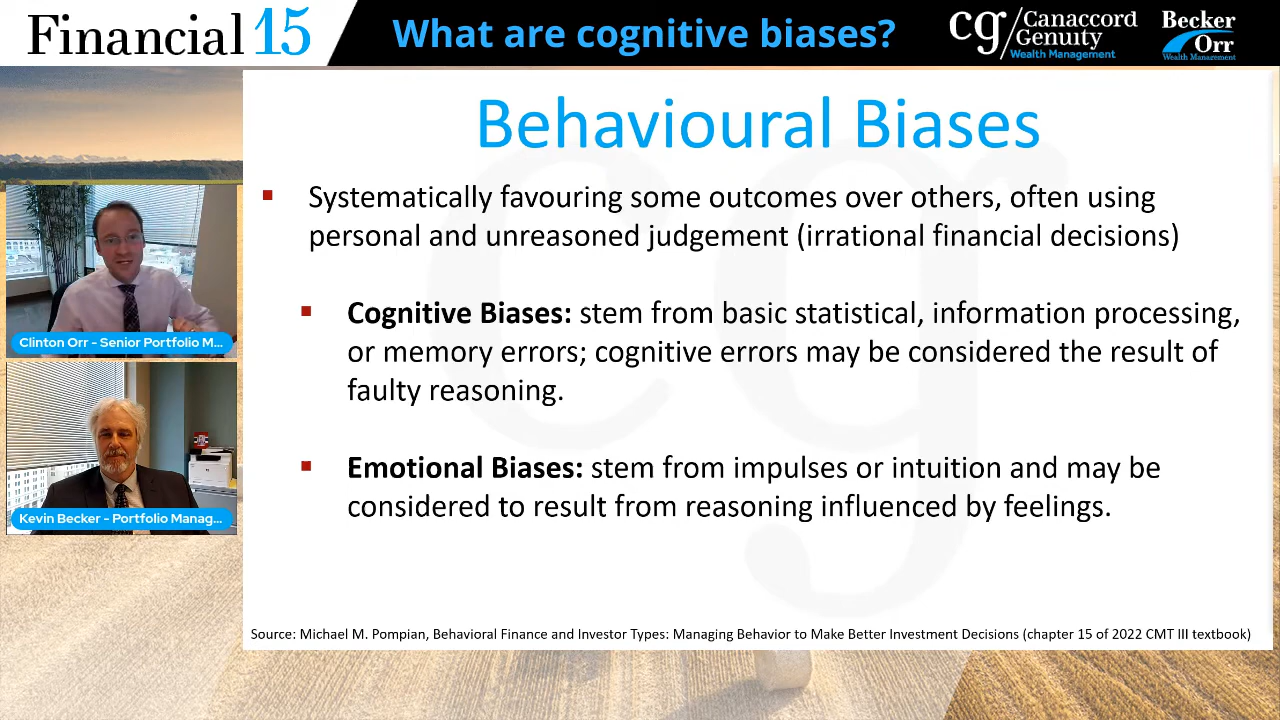 Financial 15
What are cognitive biases?
cg/Canaccord
Genuity
Wealth Management
Becker
Orr
Wealth Management
Behavioural Biases
Systematically favouring some outcomes over others, often using
personal and unreasoned judgement (irrational financial decisions)
Cognitive Biases: stem from basic statistical, information processing,
or memory errors; cognitive errors may be considered the result of
faulty reasoning.
Emotional Biases: stem from impulses or intuition and may be
considered to result from reasoning influenced by feelings.
Source: Michael M. Pompian, Behavioral Finance and Investor Types: Managing Behavior to Make Better Investment Decisions (chapter 15 of 2022 CMT III textbook)
Clinton Orr - Senior Portfolio M...
Kevin Becker - Portfolio Manag...
cg